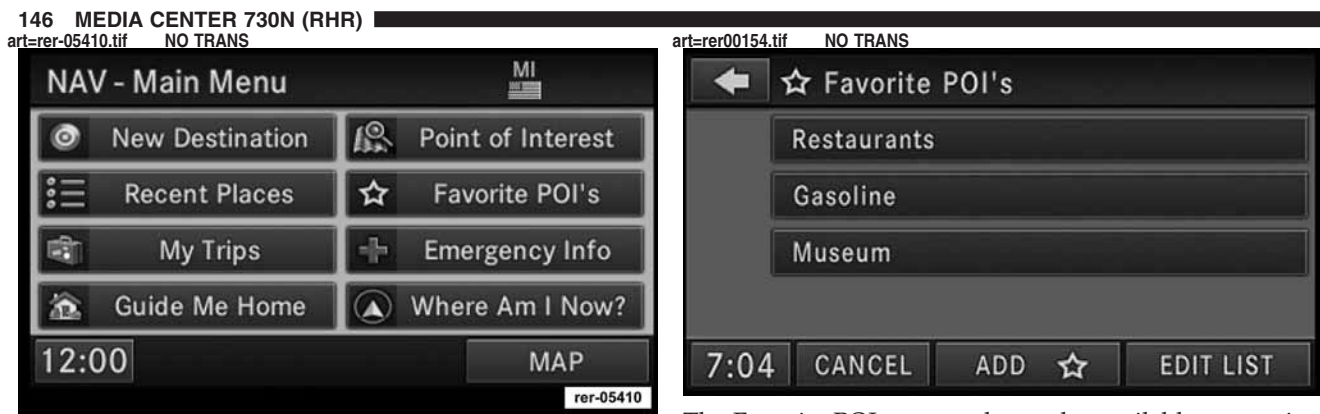 146 MEDIA CENTER 730N (RHR)
art=rer-05410.tif NO TRANS
NAV - Main Menu
MI
New Destination
Point of Interest
Recent Places
Favorite POI's
My Trips
Emergency Info
Guide Me Home
Where Am I Now?
12:00
MAP
rer-05410
art=rer00154.tif NO TRANS
Favorite POI's
Restaurants
Gasoline
Museum
7:04 CANCEL ADD EDIT LIST